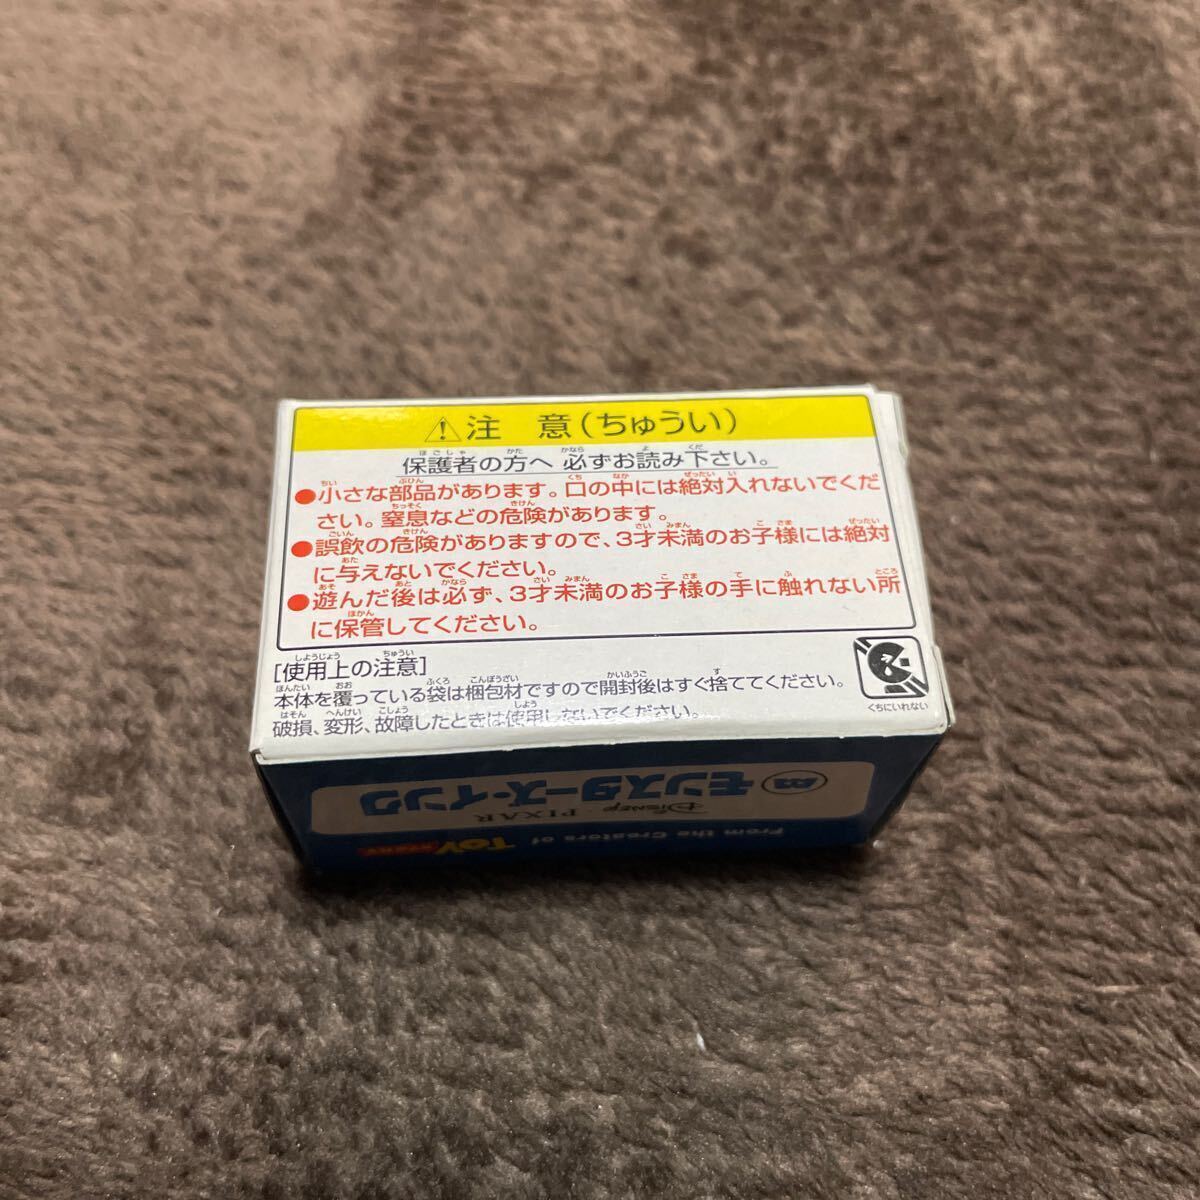 注 意(ちゅうい)
保護者の方へ 必ずお読み下さい。
●小さな部品があります。口の中には絶対入れないでくだ
さい。窒息などの危険があります。
●誤飲の危険がありますので、3才未満のお子様には絶対
に与えないでください。
●遊んだ後は必ず、3才未満のお子様の手に触れない所
に保管してください。
[使用上の注意]
本体を覆っている袋は梱包材ですので開封後はすぐ捨ててください。
破損、変形、故障したときは使用しないでください。
くちにいれない
モンスターズ・インク
Disney PIXAR
From the Creators of TOY STORY